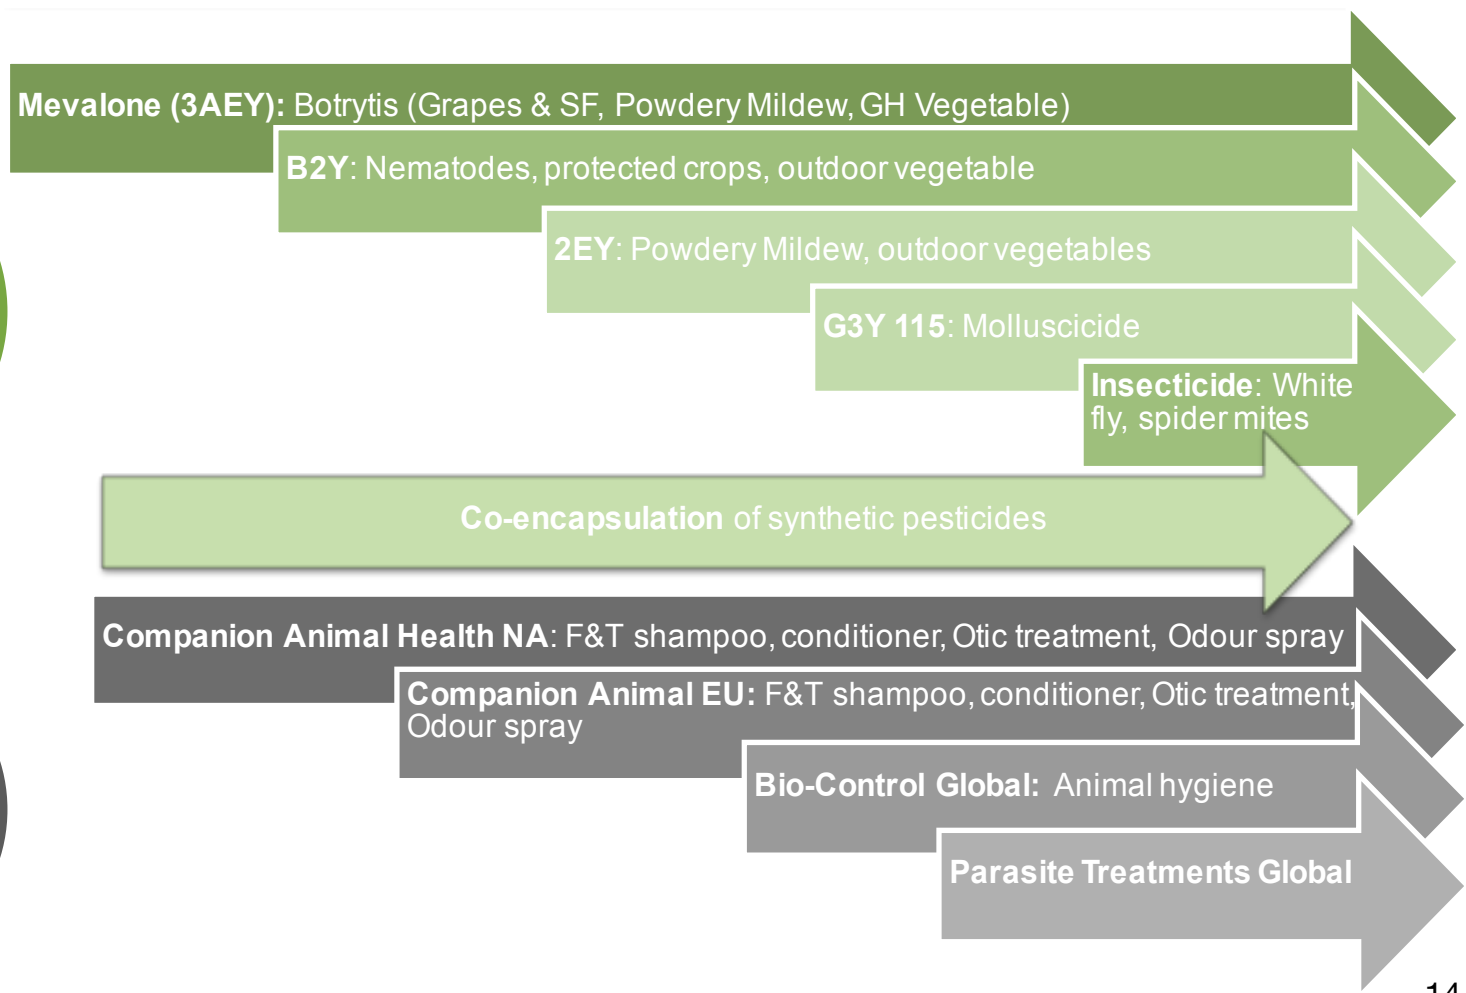 Mevalone (3AEY): Botrytis (Grapes & SF, Powdery Mildew, GH Vegetable)
B2Y: Nematodes, protected crops, outdoor vegetable
2EY: Powdery Mildew, outdoor vegetables
G3Y 115: Molluscicide
Insecticide: White
fly, spider mites
Co-encapsulation of synthetic pesticides
Companion Animal Health NA: F&T shampoo, conditioner, Otic treatment, Odour spray
Companion Animal EU: F&T shampoo, conditioner, Otic treatment,
Odour spray
Bio-Control Global: Animal hygiene
Parasite Treatments Global
14